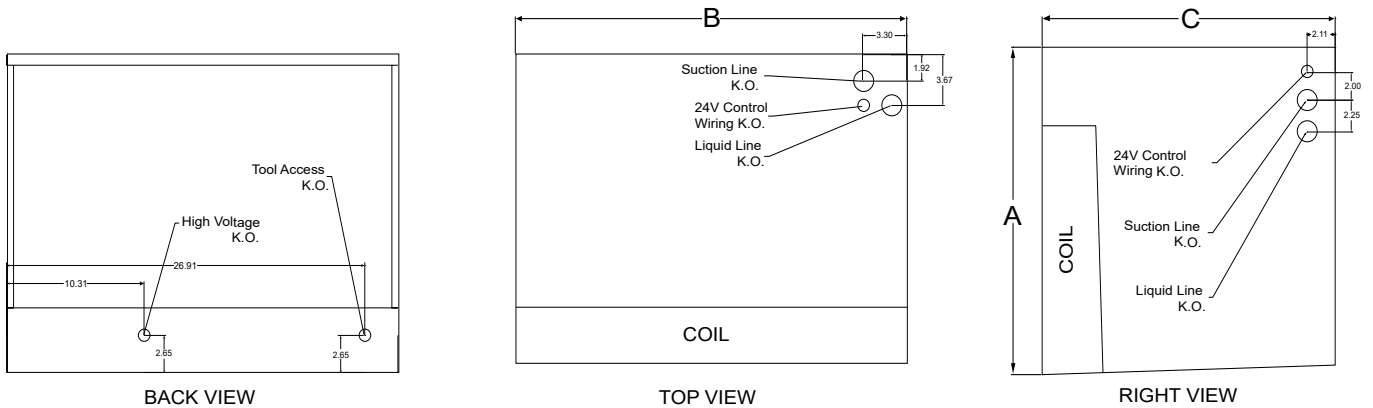 Tool Access
K.O.
High Voltage
K.O.
26.91
10.31
2.65
2.65
BACK VIEW
B
3.30
1.92
3.67
Suction Line
K.O.
24V Control
Wiring K.O.
Liquid Line
K.O.
COIL
TOP VIEW
C
2.11
2.00
2.25
24V Control
Wiring K.O.
A
COIL
Suction Line
K.O.
Liquid Line
K.O.
RIGHT VIEW